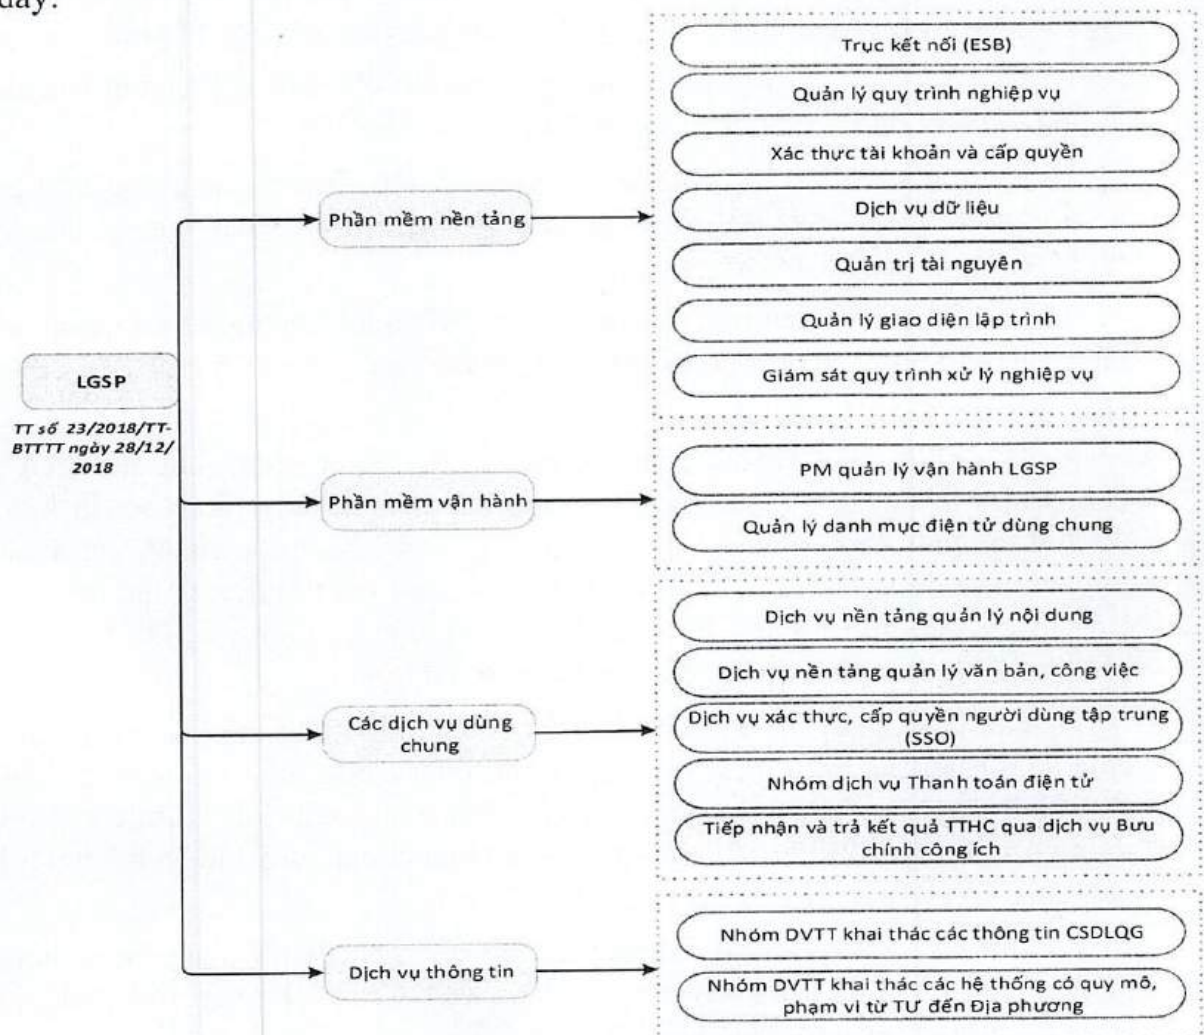 đây:
Trục kết nối (ESB)
Quản lý quy trình nghiệp vụ
Xác thực tài khoản và cấp quyền
Phần mềm nền tảng
Dịch vụ dữ liệu
Quản trị tài nguyên
Quản lý giao diện lập trình
Giám sát quy trình xử lý nghiệp vụ
LGSP
TT số 23/2018/TT-
BTTTT ngày 28/12/
2018
Phần mềm vận hành
PM quản lý vận hành LGSP
Quản lý danh mục điện tử dùng chung
Các dịch vụ dùng
chung
Dịch vụ nền tảng quản lý nội dung
Dịch vụ nền tảng quản lý văn bản, công việc
Dịch vụ xác thực, cấp quyền người dùng tập trung
(SSO)
Nhóm dịch vụ Thanh toán điện tử
Tiếp nhận và trả kết quả TTHC qua dịch vụ Bưu
chính công ích
Dịch vụ thông tin
Nhóm DVTT khai thác các thông tin CSDLQG
Nhóm DVTT khai thác các hệ thống có quy mô,
phạm vi từ TƯ đến Địa phương